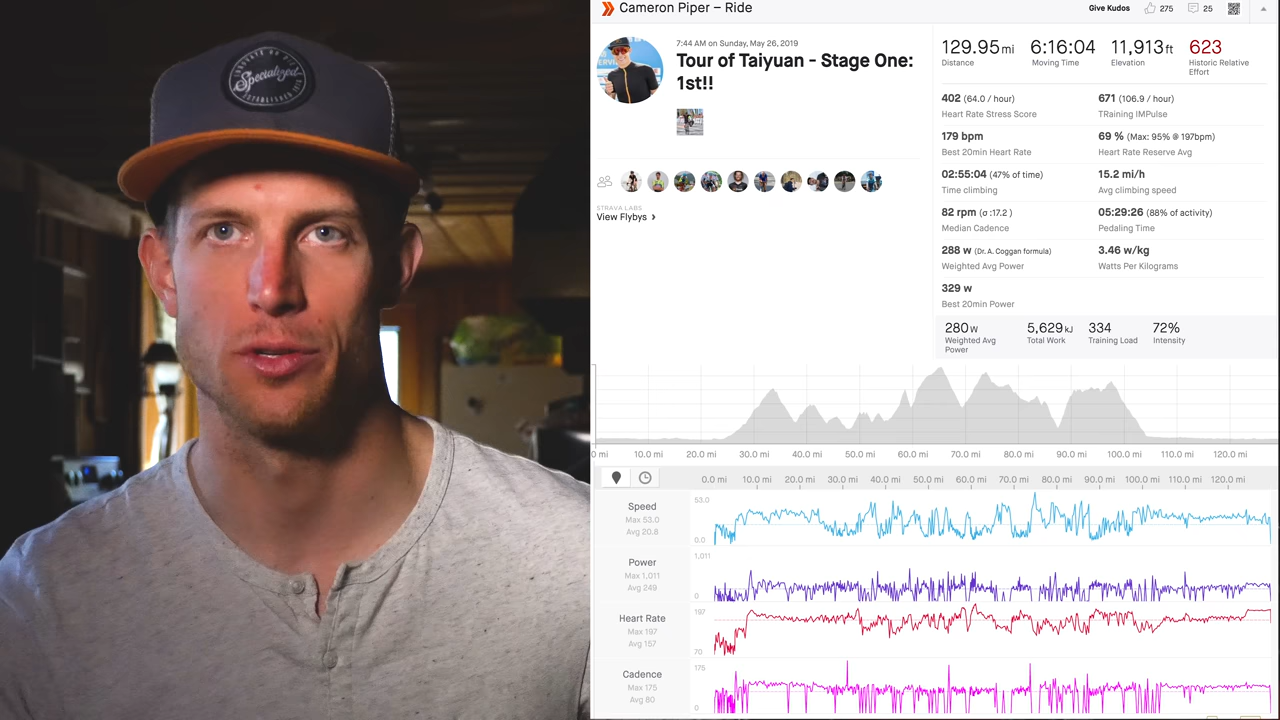 Specialized
Cameron Piper – Ride
Give Kudos 275 25
7:44 AM on Sunday, May 26, 2019
Tour of Taiyuan - Stage One:
1st!!
STRAVA LABS
View Flybys ›
129.95 mi 6:16:04 11,913 ft 623
Distance Moving Time Elevation Historic Relative
Effort
402 (64.0 / hour) 671 (106.9 / hour)
Heart Rate Stress Score TRaining IMPulse
179 bpm 69 % (Max: 95% @ 197bpm)
Best 20min Heart Rate Heart Rate Reserve Avg
02:55:04 (47% of time) 15.2 mi/h
Time climbing Avg climbing speed
82 rpm (σ :17.2 ) 05:29:26 (88% of activity)
Median Cadence Pedaling Time
288 w (Dr. A. Coggan formula) 3.46 w/kg
Weighted Avg Power Watts Per Kilograms
329 w
Best 20min Power
280 W 5,629 kJ 334 72%
Weighted Avg Total Work Training Load Intensity
Power
0 mi 10.0 mi 20.0 mi 30.0 mi 40.0 mi 50.0 mi 60.0 mi 70.0 mi 80.0 mi 90.0 mi 100.0 mi 110.0 mi 120.0 mi
0.0 mi 10.0 mi 20.0 mi 30.0 mi 40.0 mi 50.0 mi 60.0 mi 70.0 mi 80.0 mi 90.0 mi 100.0 mi 110.0 mi 120.0 mi
Speed 53.0
Max 53.0
Avg 20.8 0.0
Power 1,011
Max 1,011
Avg 249 0
Heart Rate 197
Max 197
Avg 157 70
Cadence 175
Max 175
Avg 80 0